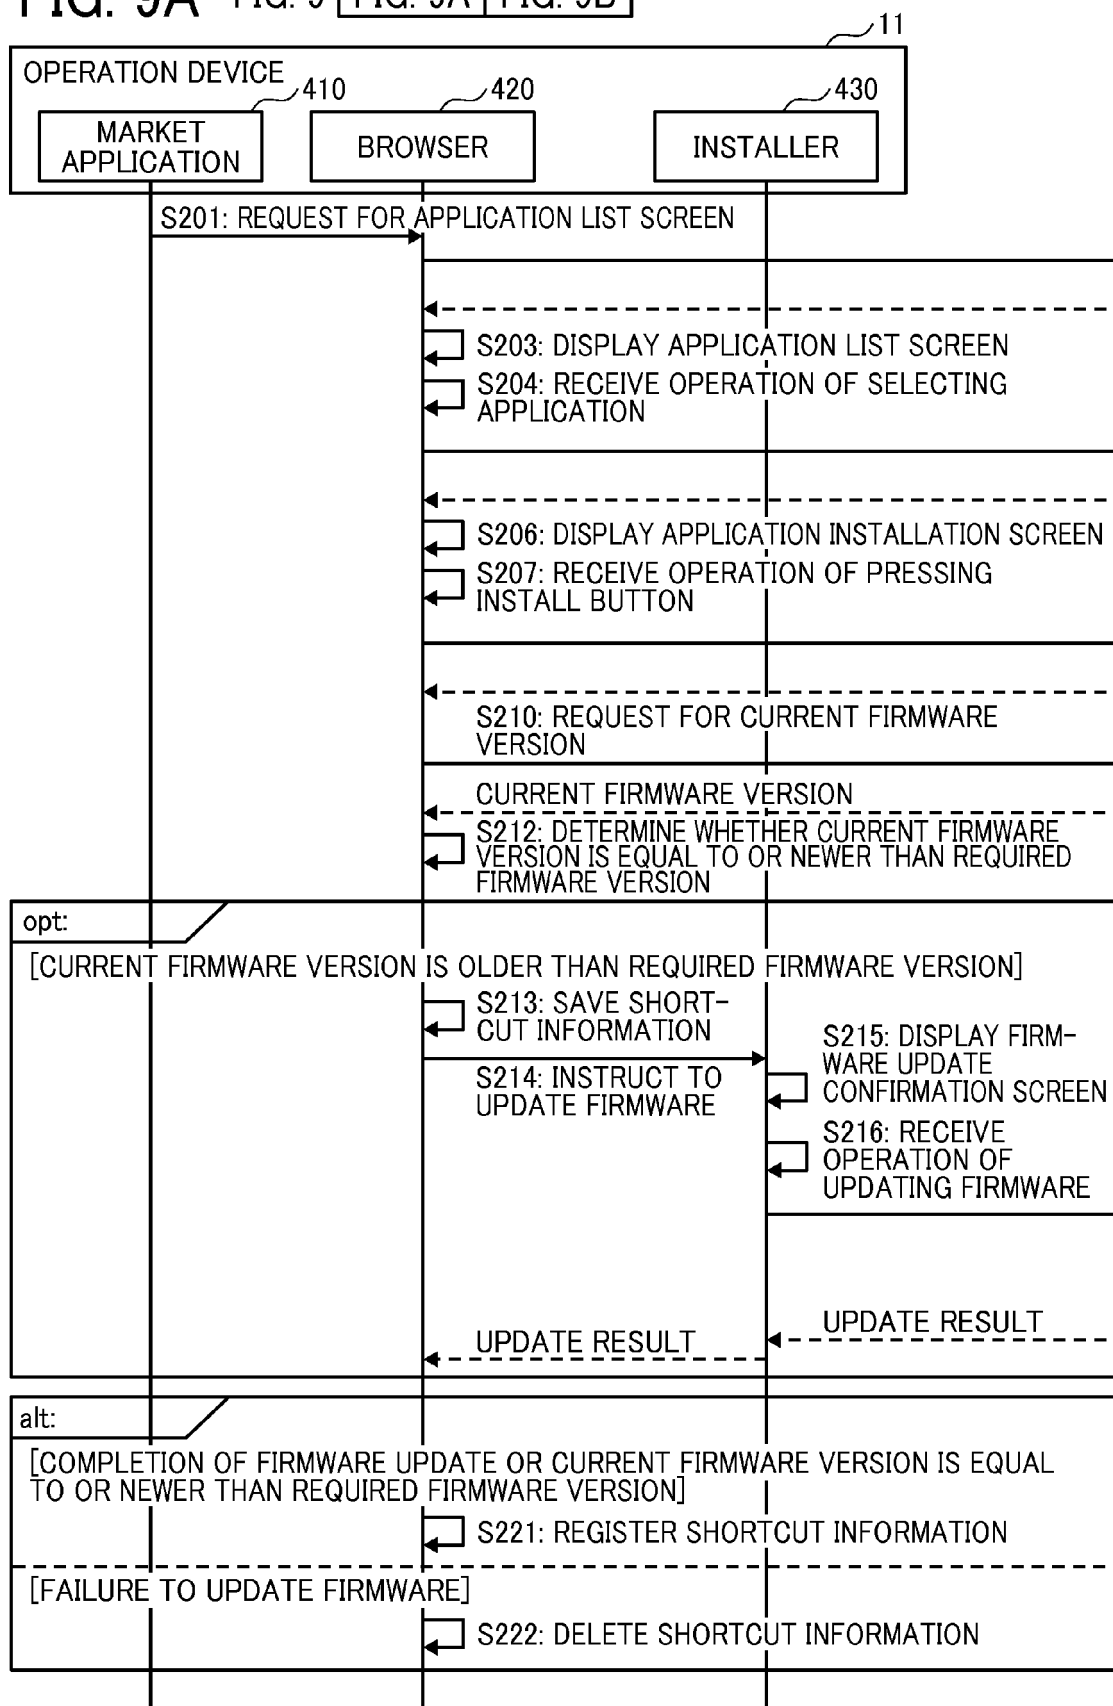 FIG. 9A FIG. 9 FIG. 9A FIG. 9B
11
OPERATION DEVICE
410
420
430
MARKET
APPLICATION
BROWSER
INSTALLER
S201: REQUEST FOR APPLICATION LIST SCREEN
S203: DISPLAY APPLICATION LIST SCREEN
S204: RECEIVE OPERATION OF SELECTING
APPLICATION
S206: DISPLAY APPLICATION INSTALLATION SCREEN
S207: RECEIVE OPERATION OF PRESSING
INSTALL BUTTON
S210: REQUEST FOR CURRENT FIRMWARE
VERSION
CURRENT FIRMWARE VERSION
S212: DETERMINE WHETHER CURRENT FIRMWARE
VERSION IS EQUAL TO OR NEWER THAN REQUIRED
FIRMWARE VERSION
opt:
[CURRENT FIRMWARE VERSION IS OLDER THAN REQUIRED FIRMWARE VERSION]
S213: SAVE SHORT-
CUT INFORMATION
S214: INSTRUCT TO
UPDATE FIRMWARE
S215: DISPLAY FIRM-
WARE UPDATE
CONFIRMATION SCREEN
S216: RECEIVE
OPERATION OF
UPDATING FIRMWARE
UPDATE RESULT
UPDATE RESULT
alt:
[COMPLETION OF FIRMWARE UPDATE OR CURRENT FIRMWARE VERSION IS EQUAL
TO OR NEWER THAN REQUIRED FIRMWARE VERSION]
S221: REGISTER SHORTCUT INFORMATION
[FAILURE TO UPDATE FIRMWARE]
S222: DELETE SHORTCUT INFORMATION